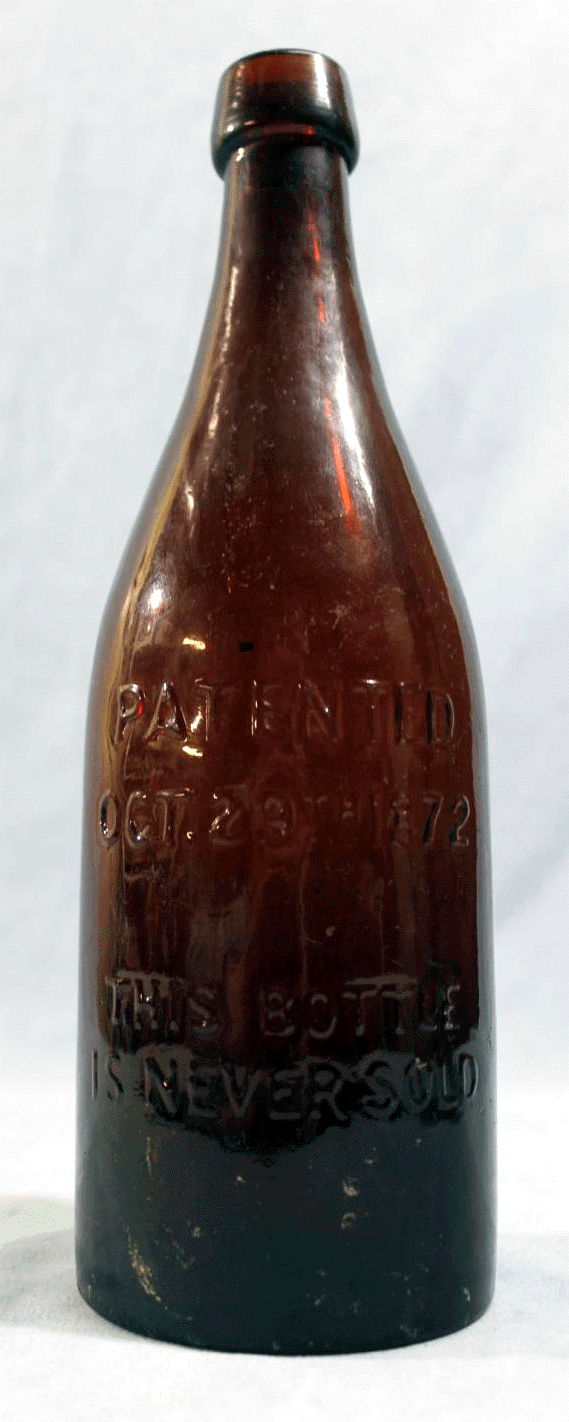 PATENTED
OCT. 29TH 1872
THIS BOTTLE
IS NEVER SOLD